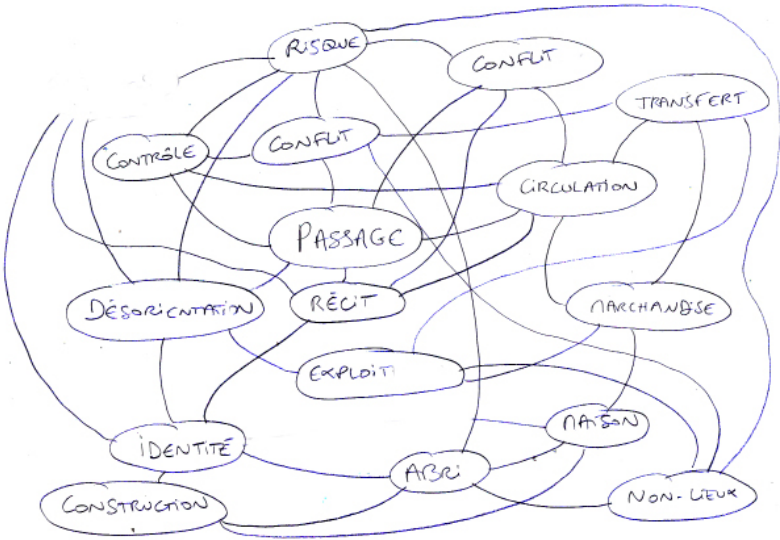 RISQUE
CONFLIT
TRANSFERT
CONTRÔLE
CONFLIT
CIRCULATION
PASSAGE
DÉSORIENTATION
RÉCIT
MARCHANDISE
EXPLOIT
MAISON
IDENTITÉ
ABRI
CONSTRUCTION
NON-LIEUX